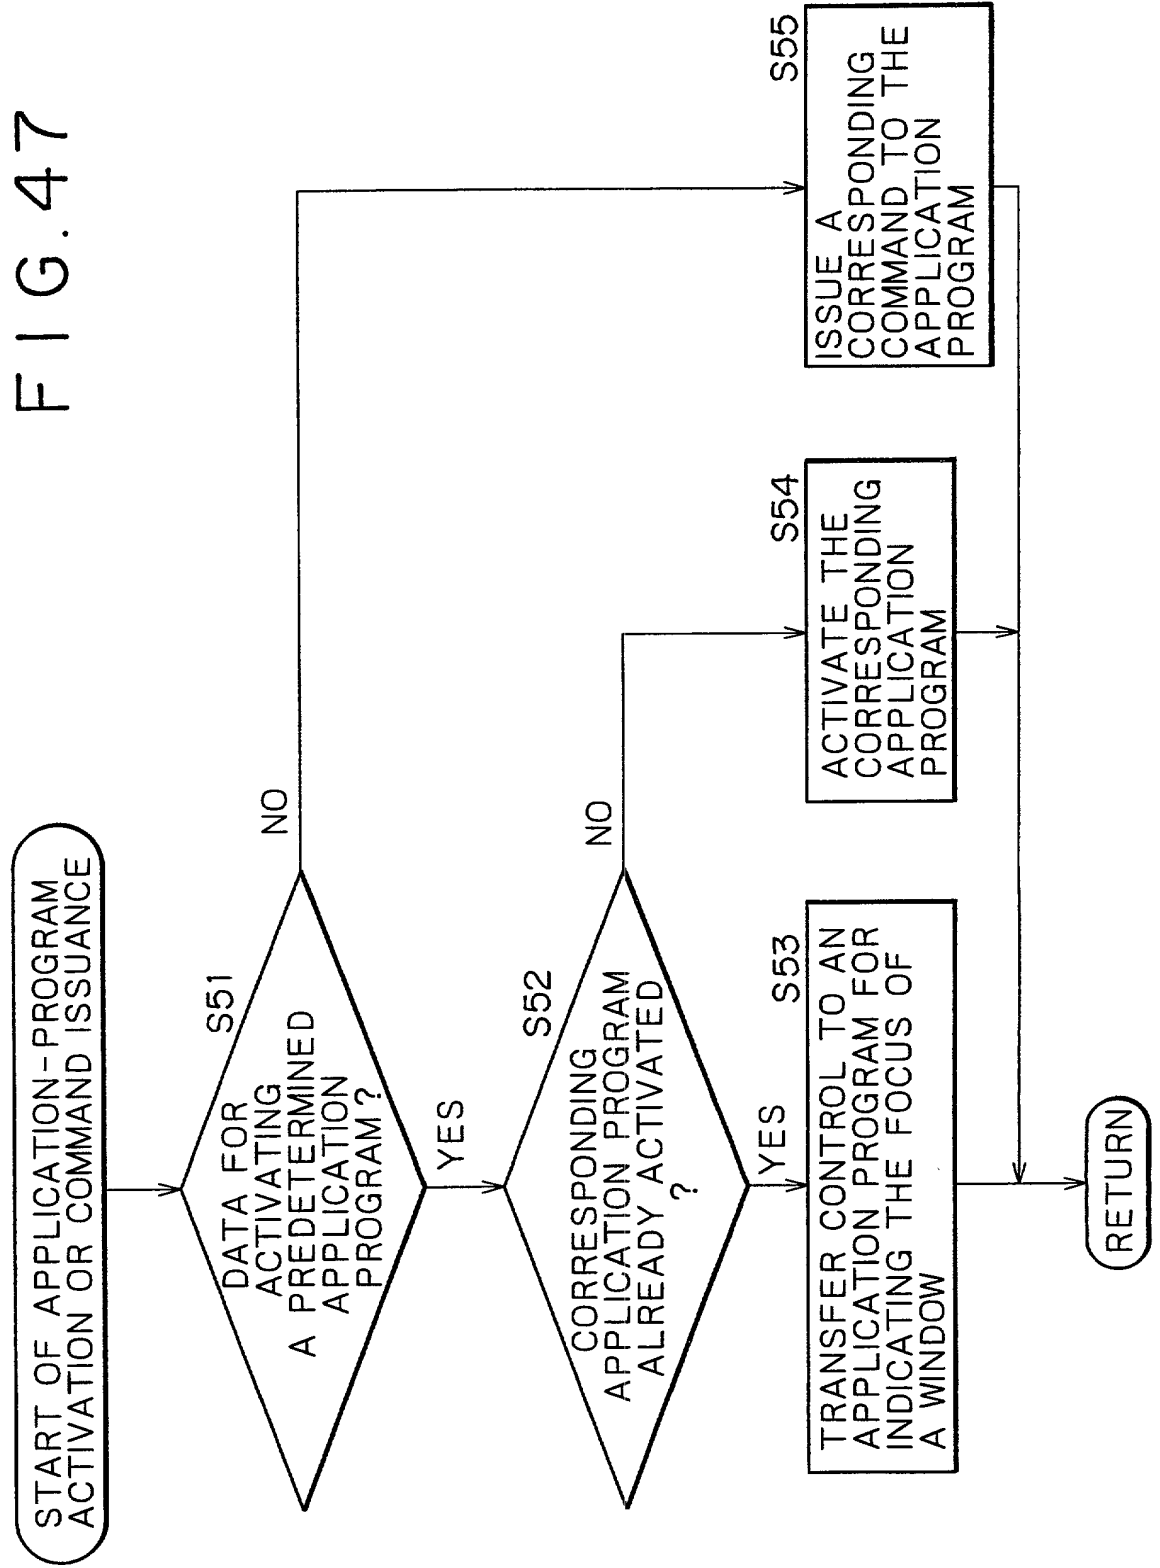 FIG.47
START OF APPLICATION-PROGRAM
ACTIVATION OR COMMAND ISSUANCE
S51
DATA FOR
ACTIVATING
A PREDETERMINED
APPLICATION
PROGRAM?
NO
YES
S52
CORRESPONDING
APPLICATION PROGRAM
ALREADY ACTIVATED
?
NO
YES
S53
TRANSFER CONTROL TO AN
APPLICATION PROGRAM FOR
INDICATING THE FOCUS OF
A WINDOW
S54
ACTIVATE THE
CORRESPONDING
APPLICATION
PROGRAM
S55
ISSUE A
CORRESPONDING
COMMAND TO THE
APPLICATION
PROGRAM
RETURN